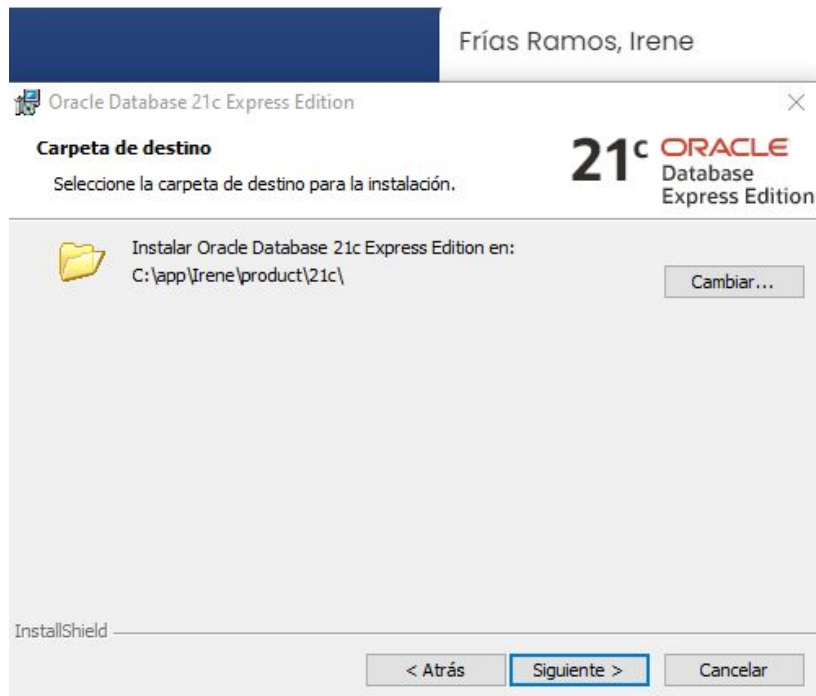 Frías Ramos, Irene
Oracle Database 21c Express Edition
Carpeta de destino
Seleccione la carpeta de destino para la instalación.
21c ORACLE
Database
Express Edition
Instalar Oracle Database 21c Express Edition en:
C:\app\Irene\product\21c\
Cambiar...
InstallShield
< Atrás
Siguiente >
Cancelar